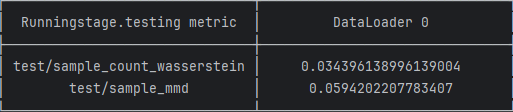 Runningstage.testing metric DataLoader 0
test/sample_count_wasserstein 0.034396138996139004
test/sample_mmd 0.0594202207783407